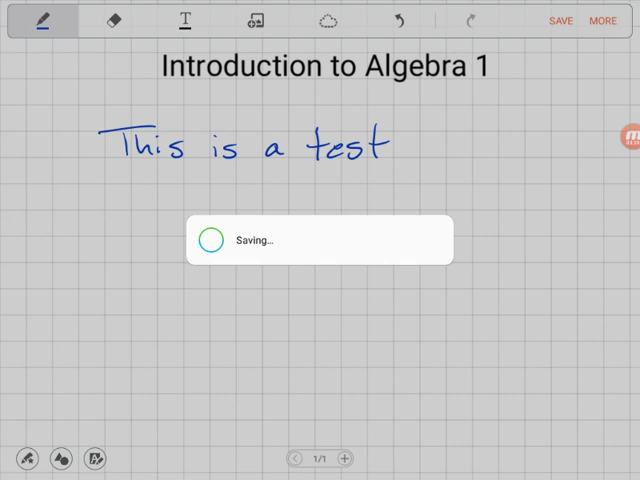 T
SAVE
MORE
Introduction to Algebra 1
This is a test
Saving...
1/1